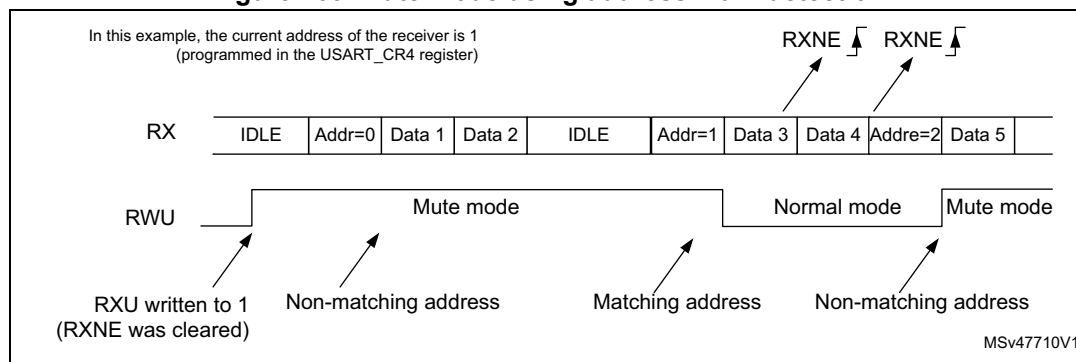 In this example, the current address of the receiver is 1
(programmed in the USART_CR4 register)
RXNE RXNE
RX IDLE Addr=0 Data 1 Data 2 IDLE Addr=1 Data 3 Data 4 Addre=2 Data 5
RWU Mute mode Normal mode Mute mode
RXU written to 1
(RXNE was cleared)
Non-matching address
Matching address
Non-matching address
MSv47710V1